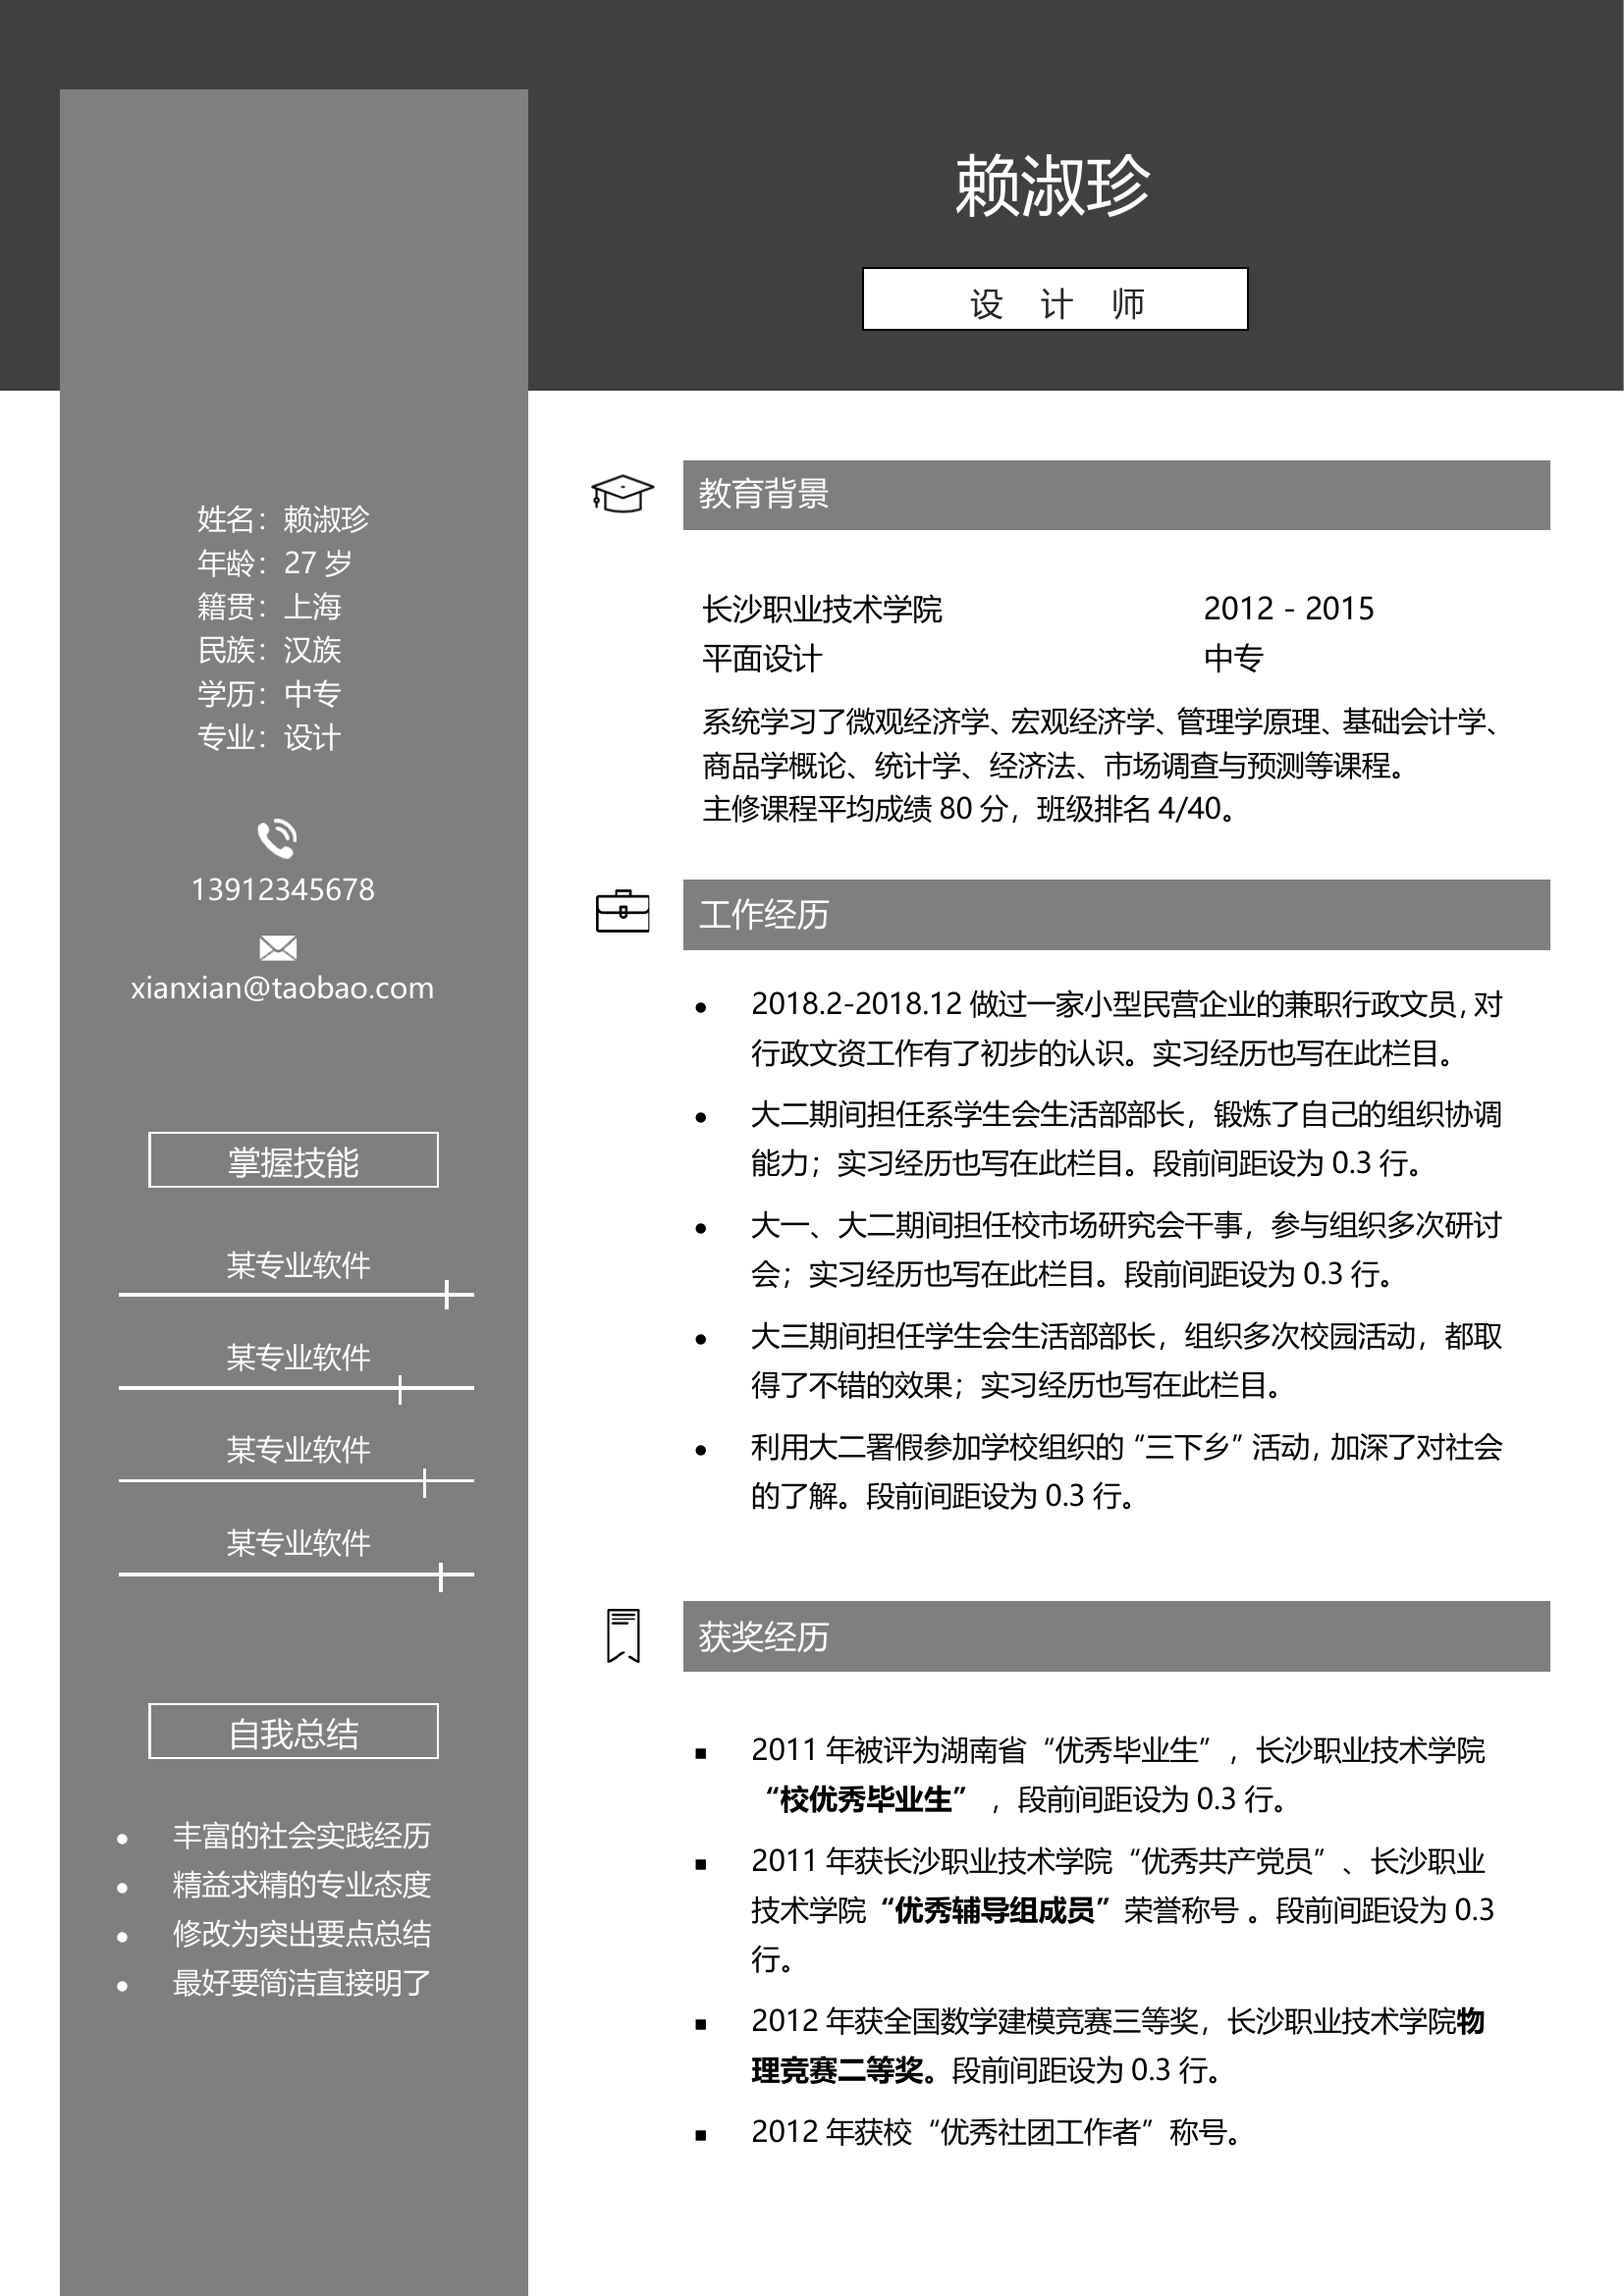 赖淑珍
设 计 师
姓名：赖淑珍
年龄：27 岁
籍贯：上海
民族：汉族
学历：中专
专业：设计
13912345678
xianxian@taobao.com
掌握技能
某专业软件
某专业软件
某专业软件
某专业软件
自我总结
● 丰富的社会实践经历
● 精益求精的专业态度
● 修改为突出要点总结
● 最好要简洁直接明了
教育背景
长沙职业技术学院 2012 - 2015
平面设计 中专
系统学习了微观经济学、宏观经济学、管理学原理、基础会计学、
商品学概论、统计学、经济法、市场调查与预测等课程。
主修课程平均成绩 80 分，班级排名 4/40。
工作经历
● 2018.2-2018.12 做过一家小型民营企业的兼职行政文员，对
行政文资工作有了初步的认识。实习经历也写在此栏目。
● 大二期间担任系学生会生活部部长，锻炼了自己的组织协调
能力；实习经历也写在此栏目。段前间距设为 0.3 行。
● 大一、大二期间担任校市场研究会干事，参与组织多次研讨
会；实习经历也写在此栏目。段前间距设为 0.3 行。
● 大三期间担任学生会生活部部长，组织多次校园活动，都取
得了不错的效果；实习经历也写在此栏目。
● 利用大二署假参加学校组织的“三下乡”活动，加深了对社会
的了解。段前间距设为 0.3 行。
获奖经历
■ 2011 年被评为湖南省“优秀毕业生”，长沙职业技术学院
“校优秀毕业生”，段前间距设为 0.3 行。
■ 2011 年获长沙职业技术学院“优秀共产党员”、长沙职业
技术学院“优秀辅导组成员”荣誉称号 。段前间距设为 0.3
行。
■ 2012 年获全国数学建模竞赛三等奖，长沙职业技术学院物
理竞赛二等奖。段前间距设为 0.3 行。
■ 2012 年获校“优秀社团工作者”称号。